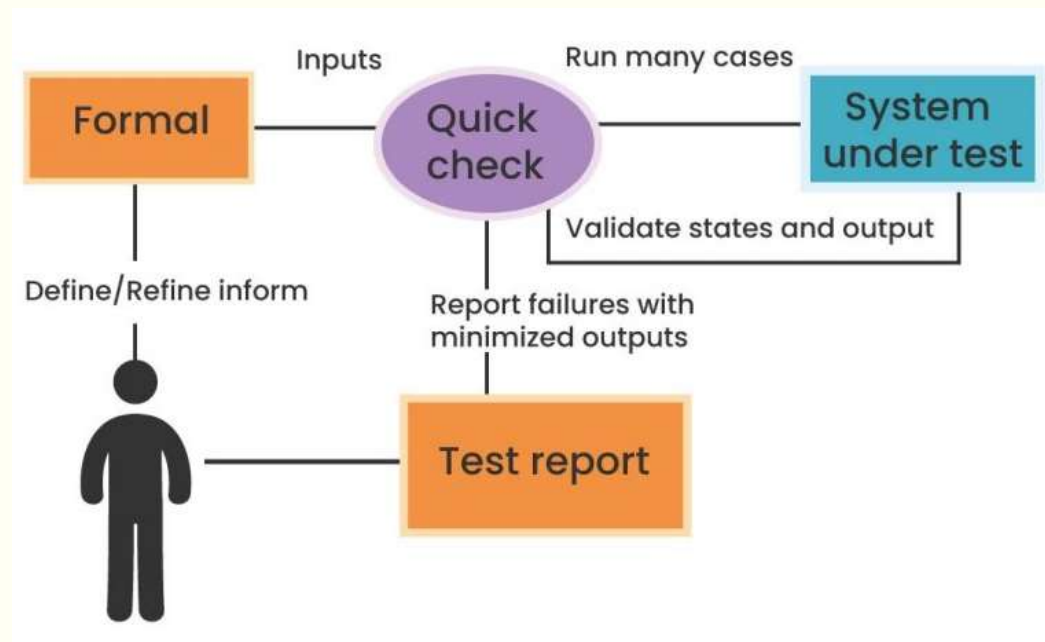 Inputs
Run many cases
Formal
Quick
check
System
under test
Validate states and output
Define/Refine inform
Report failures with
minimized outputs
Test report